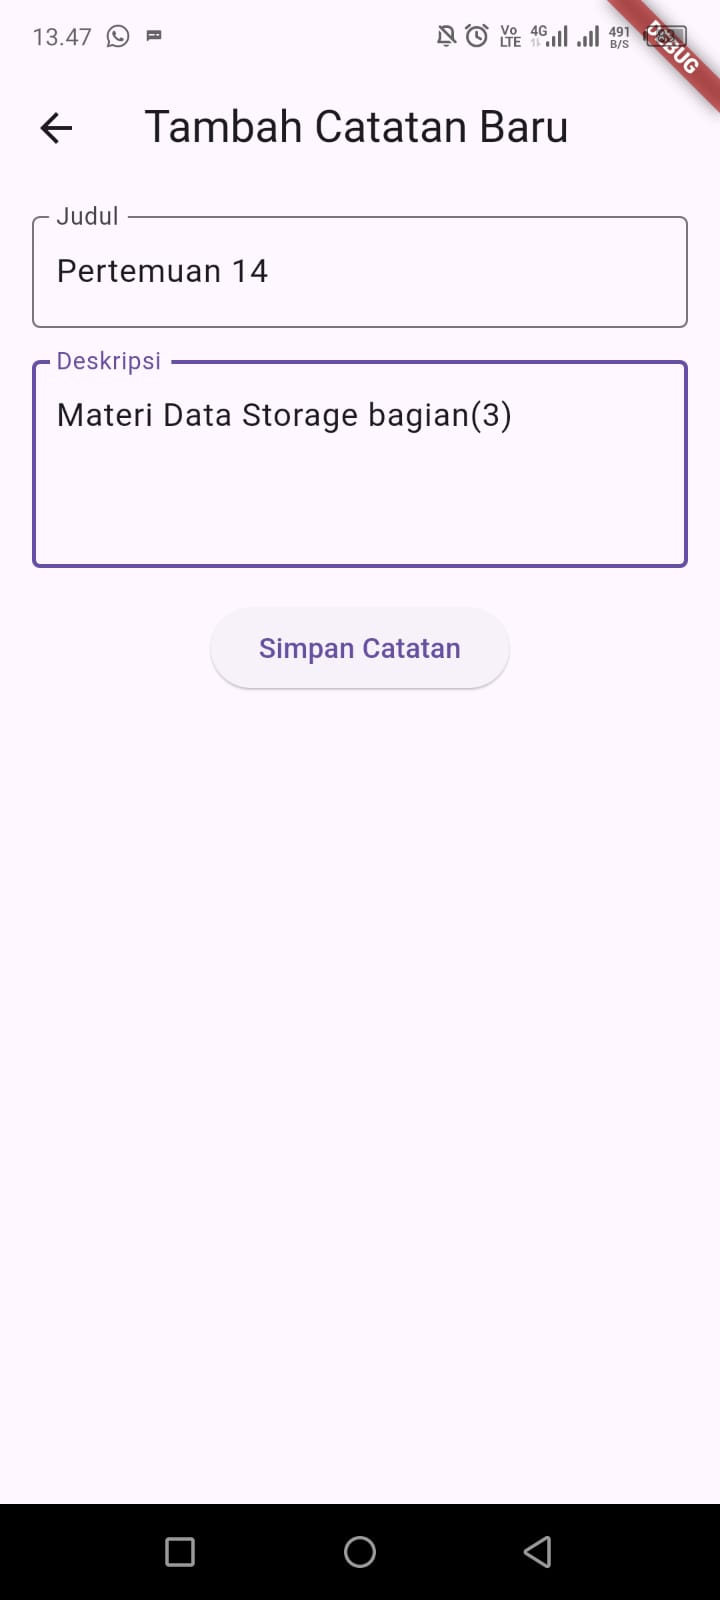 13.47
Vo LTE 4G 491 B/S
DEBUG
Tambah Catatan Baru
Judul
Pertemuan 14
Deskripsi
Materi Data Storage bagian(3)
Simpan Catatan